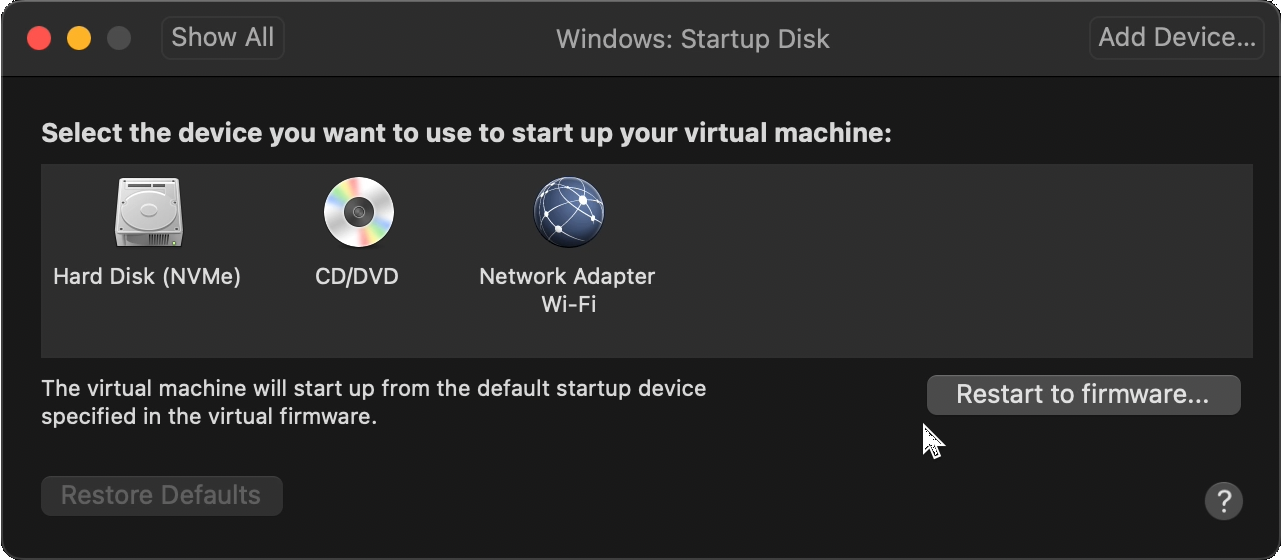 Show All
Windows: Startup Disk
Add Device...
Select the device you want to use to start up your virtual machine:
Hard Disk (NVMe)
CD/DVD
Network Adapter
Wi-Fi
The virtual machine will start up from the default startup device
specified in the virtual firmware.
Restart to firmware...
Restore Defaults
?